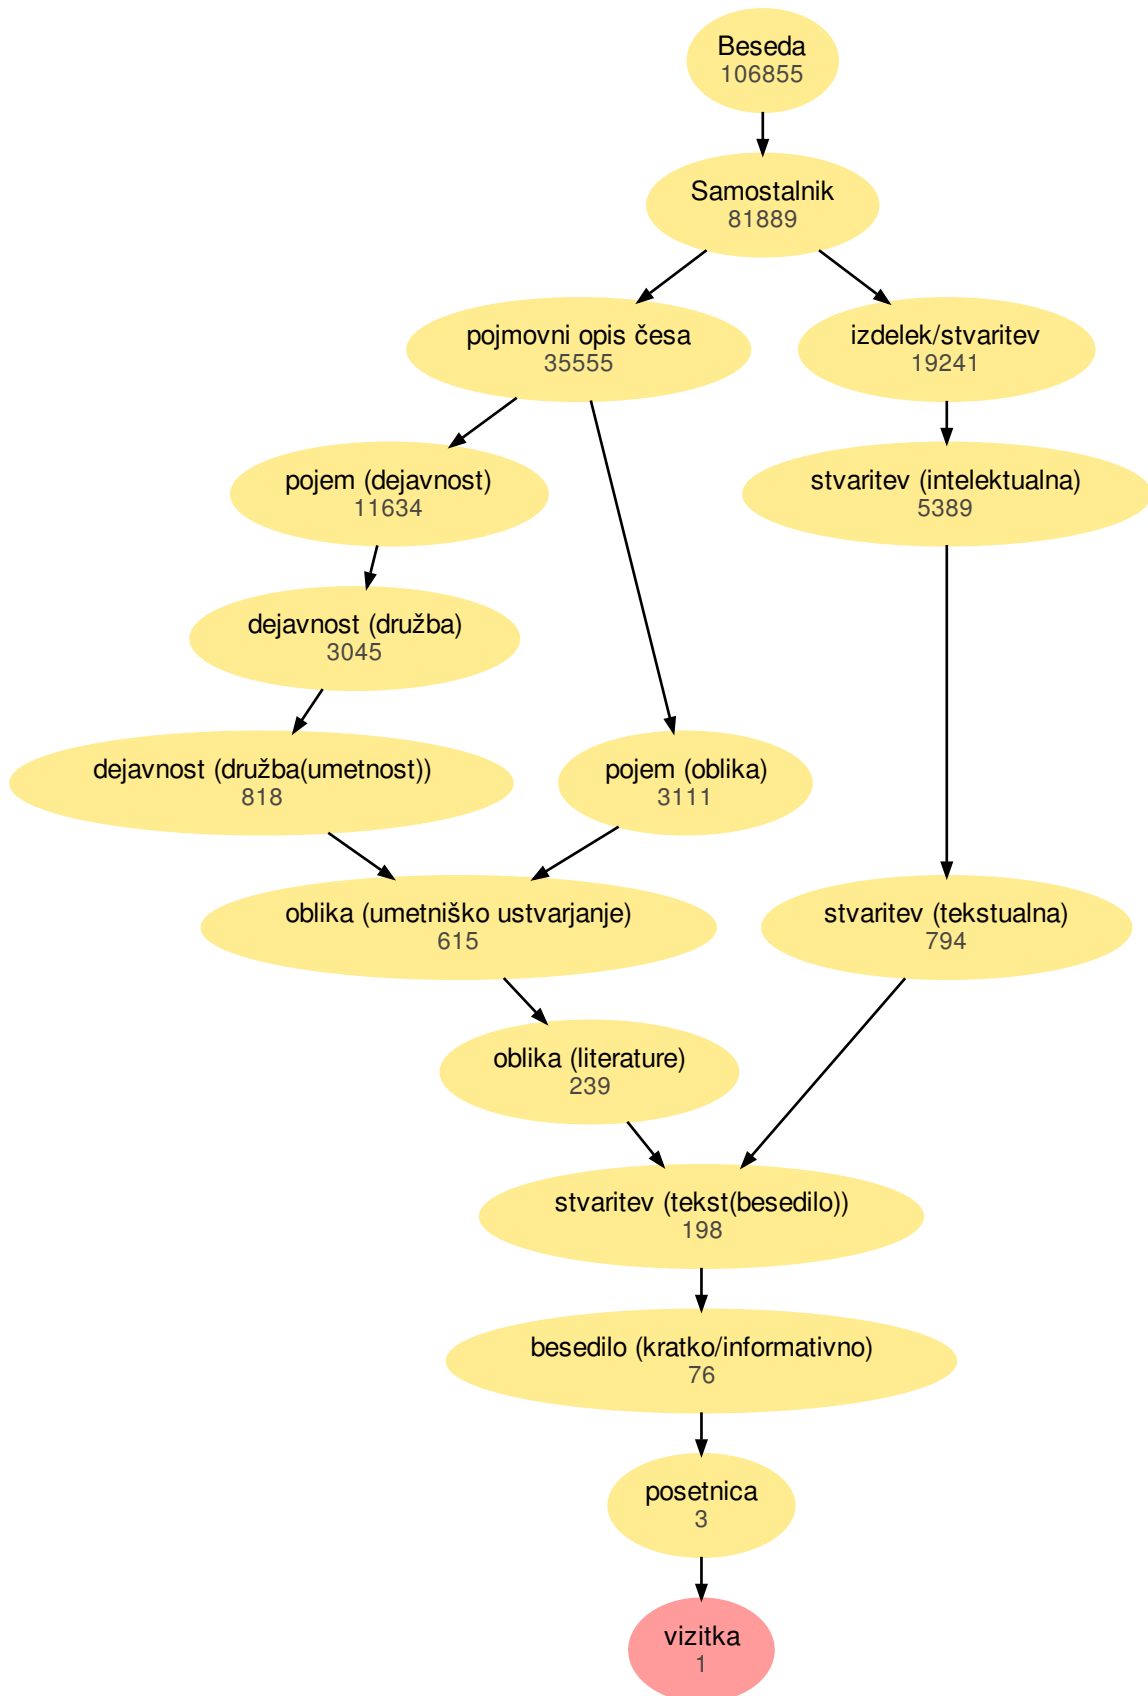 Beseda
106855
Samostalnik
81889
pojmovni opis česa
35555
izdelek/stvaritev
19241
pojem (dejavnost)
11634
stvaritev (intelektualna)
5389
dejavnost (družba)
3045
dejavnost (družba(umetnost))
818
pojem (oblika)
3111
oblika (umetniško ustvarjanje)
615
stvaritev (tekstualna)
794
oblika (literature)
239
stvaritev (tekst(besedilo))
198
besedilo (kratko/informativno)
76
posetnica
3
vizitka
1